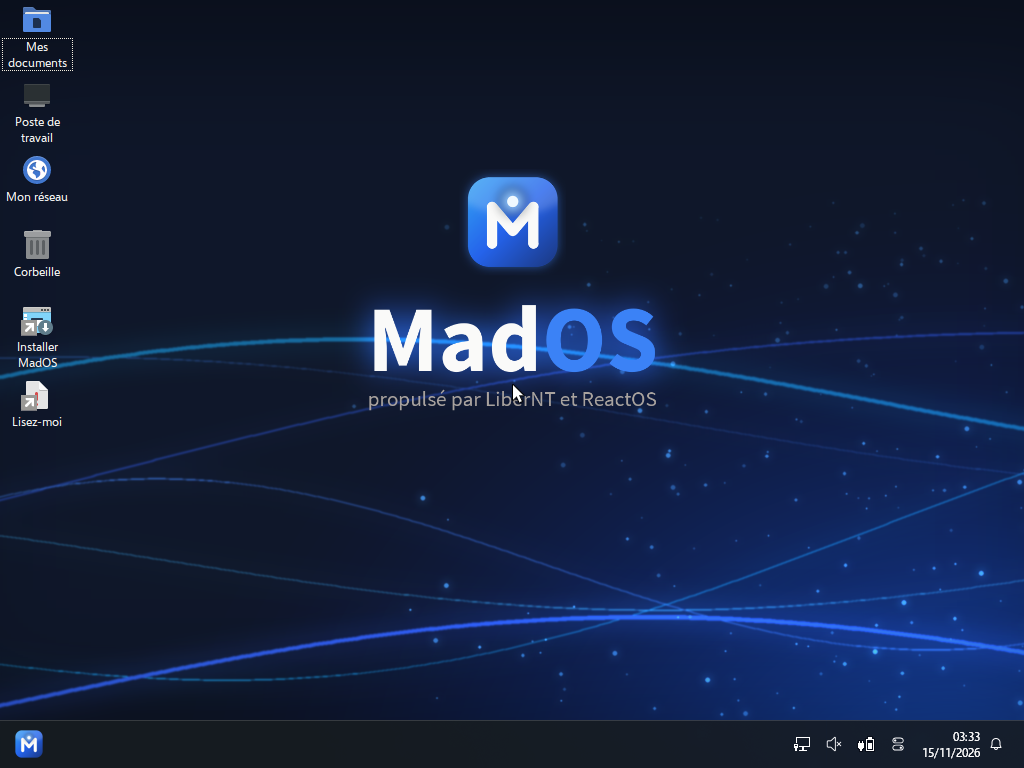 Mes
documents
Poste de
travail
Mon réseau
Corbeille
Installer
MadOS
Lisez-moi
M
MadOS
propulsé par LiberNT et ReactOS
M
03:33
15/11/2026